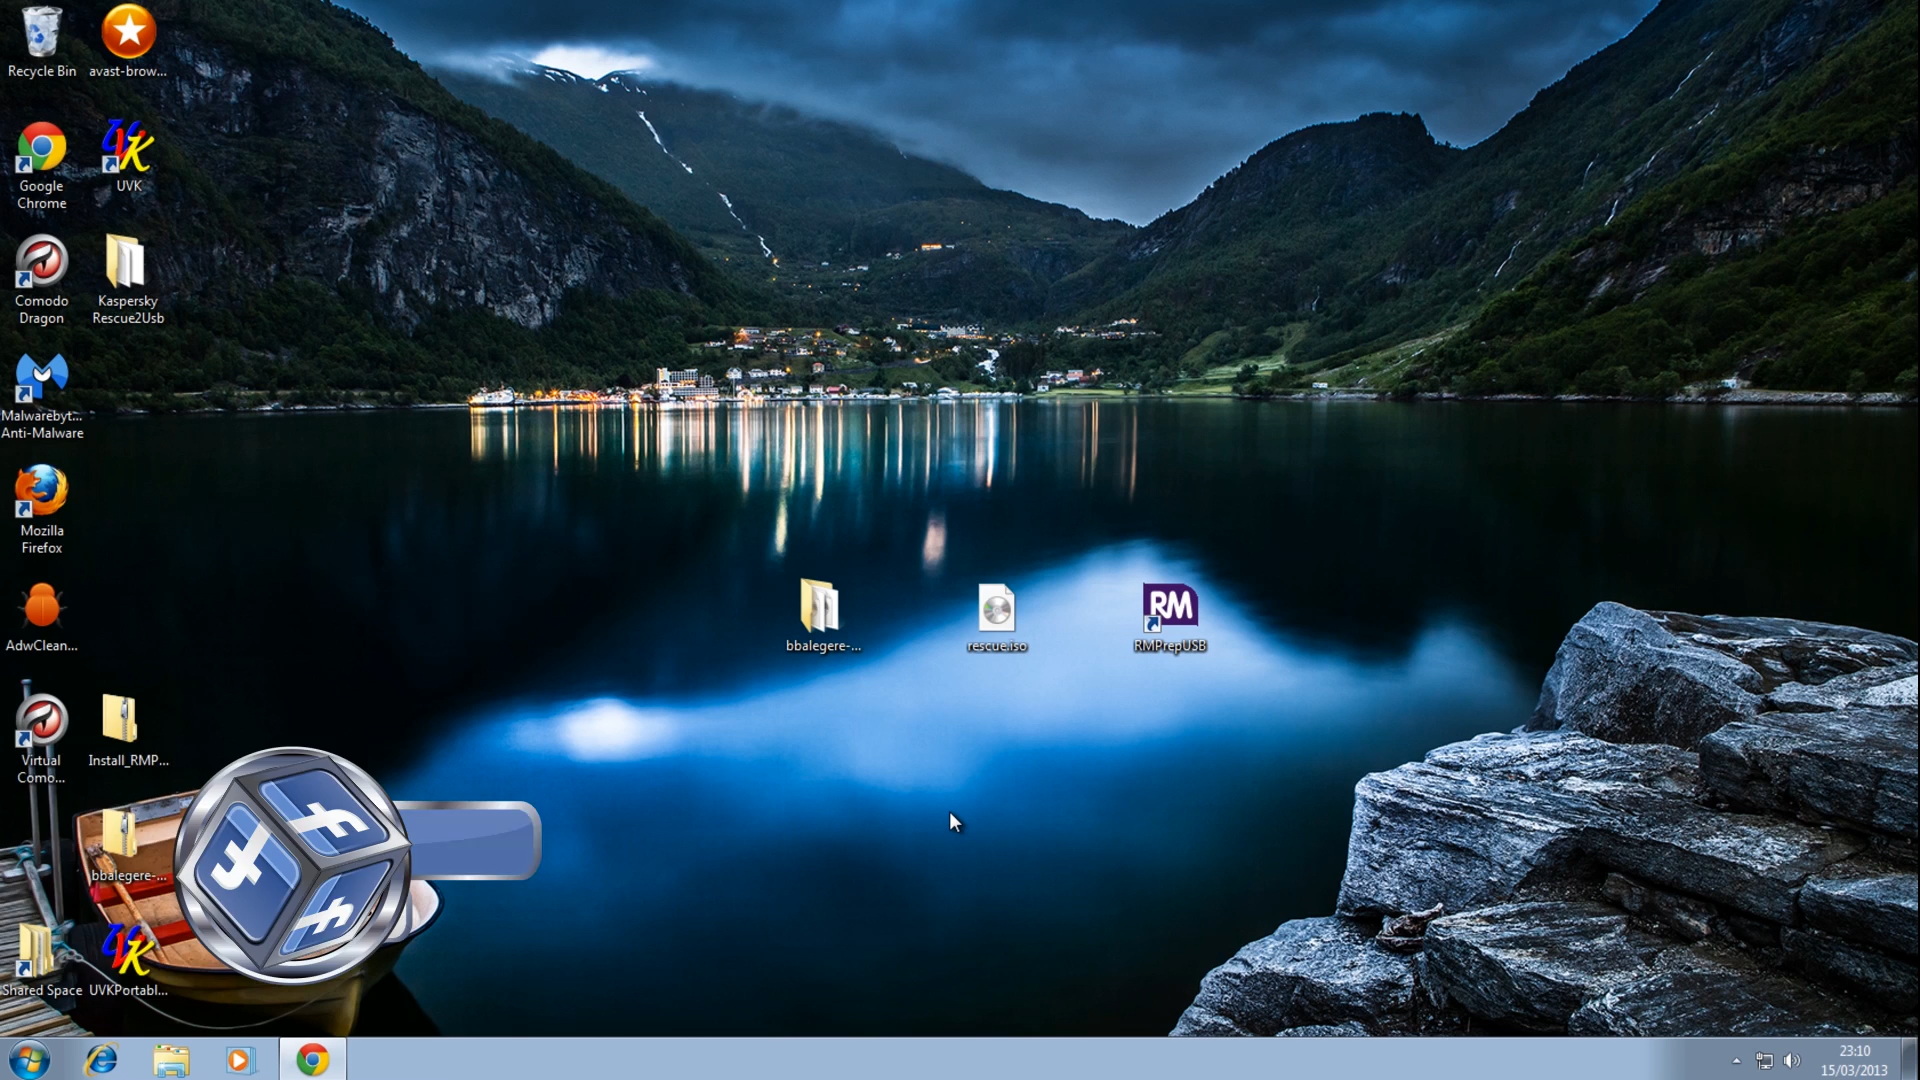 Recycle Bin
avast-brow...
Google
Chrome
UVK
Comodo
Dragon
Kaspersky
Rescue2Usb
Malwarebyt...
Anti-Malware
Mozilla
Firefox
AdwClean...
bbalegere-...
rescue.iso
RM
RMPrepUSB
Virtual
Como...
Install_RMP...
bbalegere-...
Shared Space
UVKPortabl...
23:10
15/03/2013